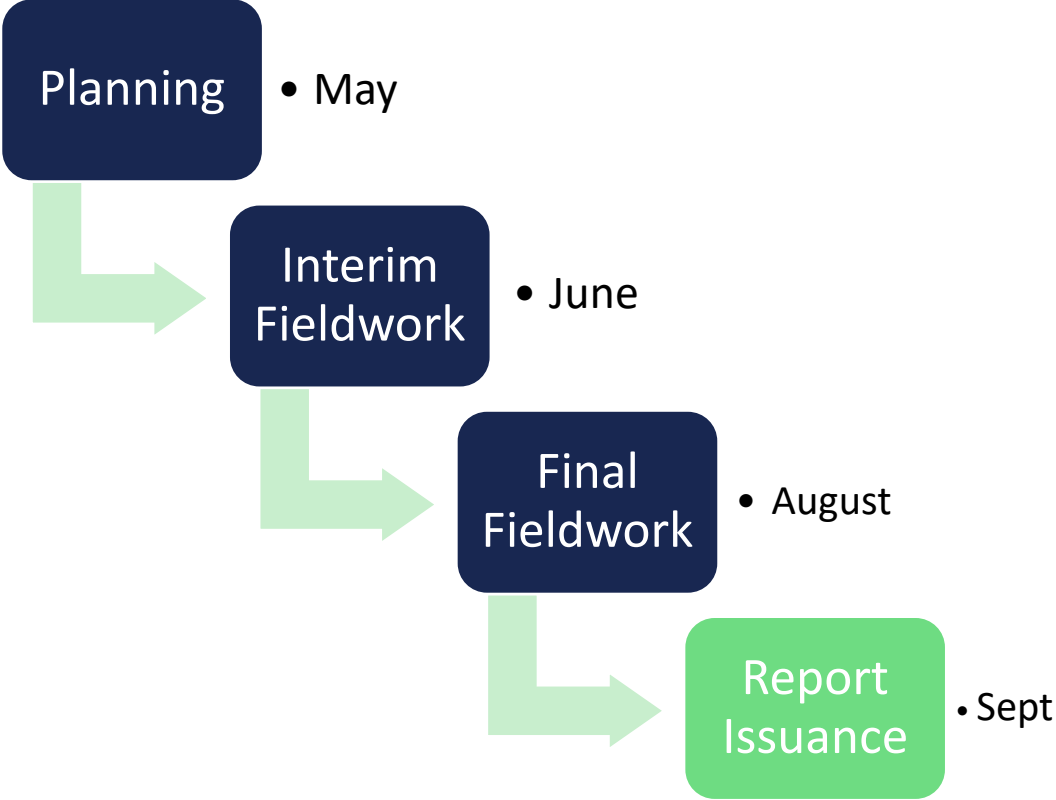 Planning
• May
Interim
Fieldwork
• June
Final
Fieldwork
• August
Report
Issuance
• Sept